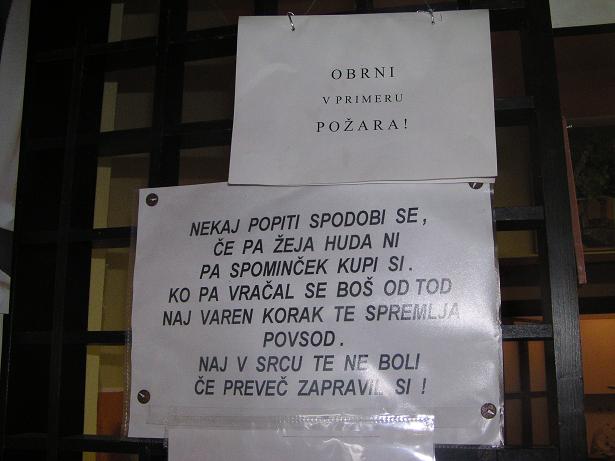 OBRNI
V PRIMERU
POŽARA!
NEKAJ POPITI SPODOBI SE,
ČE PA ŽEJA HUDA NI
PA SPOMINČEK KUPI SI.
KO PA VRAČAL SE BOŠ OD TOD
NAJ VAREN KORAK TE SPREMLJA
POVSOD.
NAJ V SRCU TE NE BOLI
ČE PREVEČ ZAPRAVIL SI !